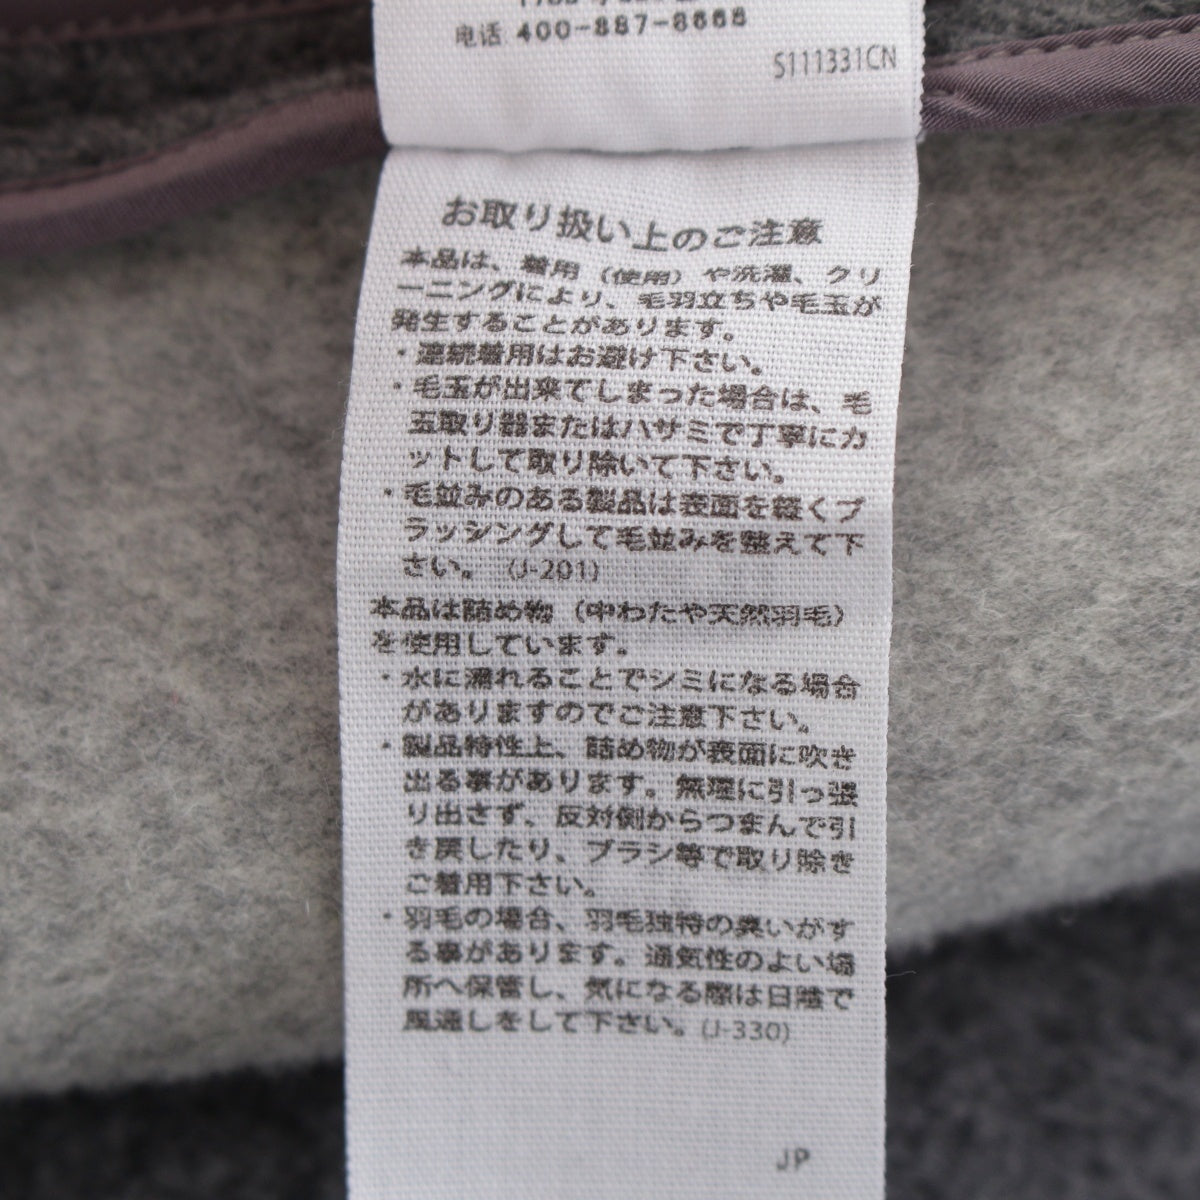 电话 400-887-8668
S111331CN
お取り扱い上のご注意
本品は、着用（使用）や洗濯、クリ
ーニングにより、毛羽立ちや毛玉が
発生することがあります。
・連続着用はお避け下さい。
・毛玉が出来てしまった場合は、毛
玉取り器またはハサミで丁寧にカ
ットして取り除いて下さい。
・毛並みのある製品は表面を軽くブ
ラッシングして毛並みを整えて下
さい。 (J-201)
本品は詰め物（中わたや天然羽毛）
を使用しています。
・水に濡れることでシミになる場合
がありますのでご注意下さい。
・製品特性上、詰め物が表面に吹き
出る事があります。無理に引っ張
り出さず、反対側からつまんで引
き戻したり、ブラシ等で取り除き
ご着用下さい。
・羽毛の場合、羽毛独特の臭いがす
る事があります。通気性のよい場
所へ保管し、気になる際は日陰で
風通しをして下さい。(J-330)
JP